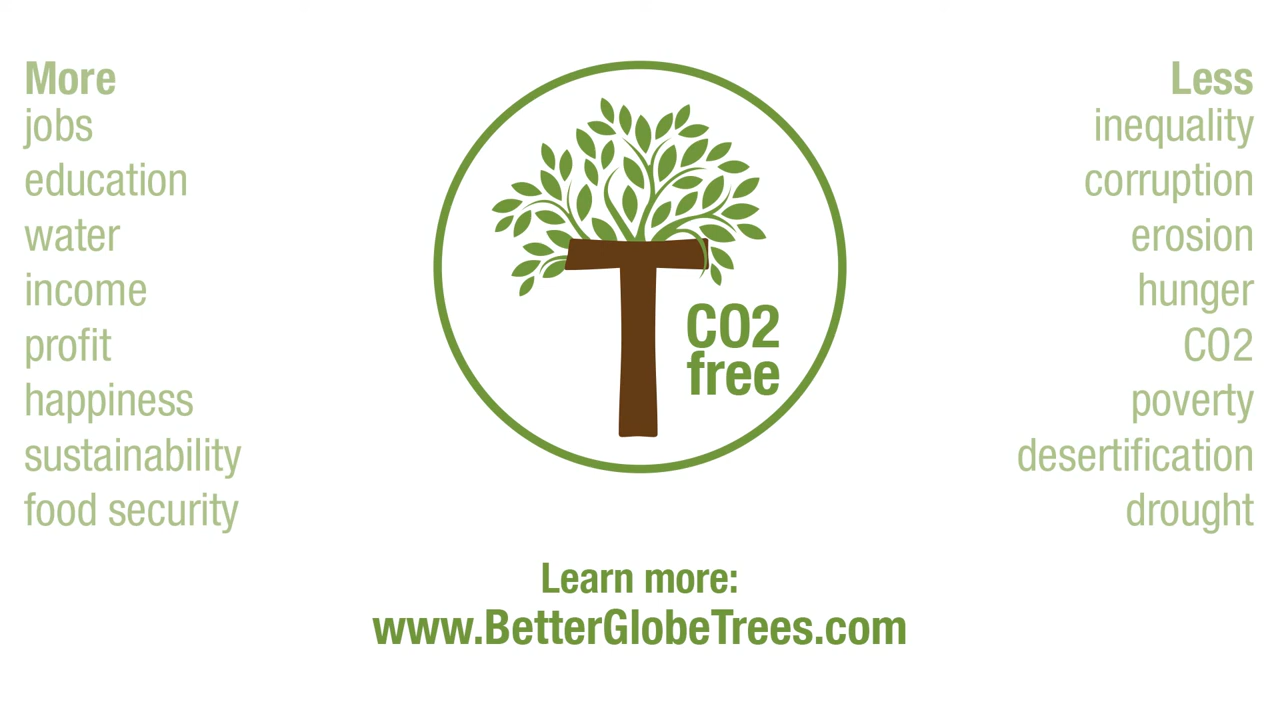 More
jobs
education
water
income
profit
happiness
sustainability
food security
CO2
free
Less
inequality
corruption
erosion
hunger
CO2
poverty
desertification
drought
Learn more:
www.BetterGlobeTrees.com